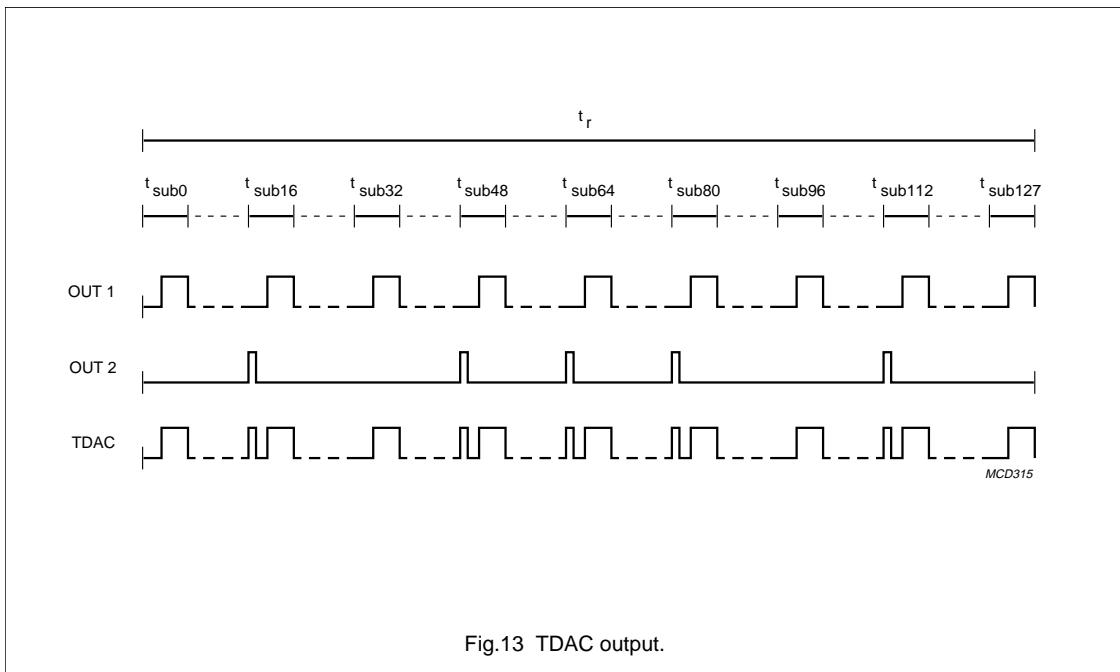 t r
t sub0 t sub16 t sub32 t sub48 t sub64 t sub80 t sub96 t sub112 t sub127
OUT 1
OUT 2
TDAC
MCD315
Fig.13 TDAC output.